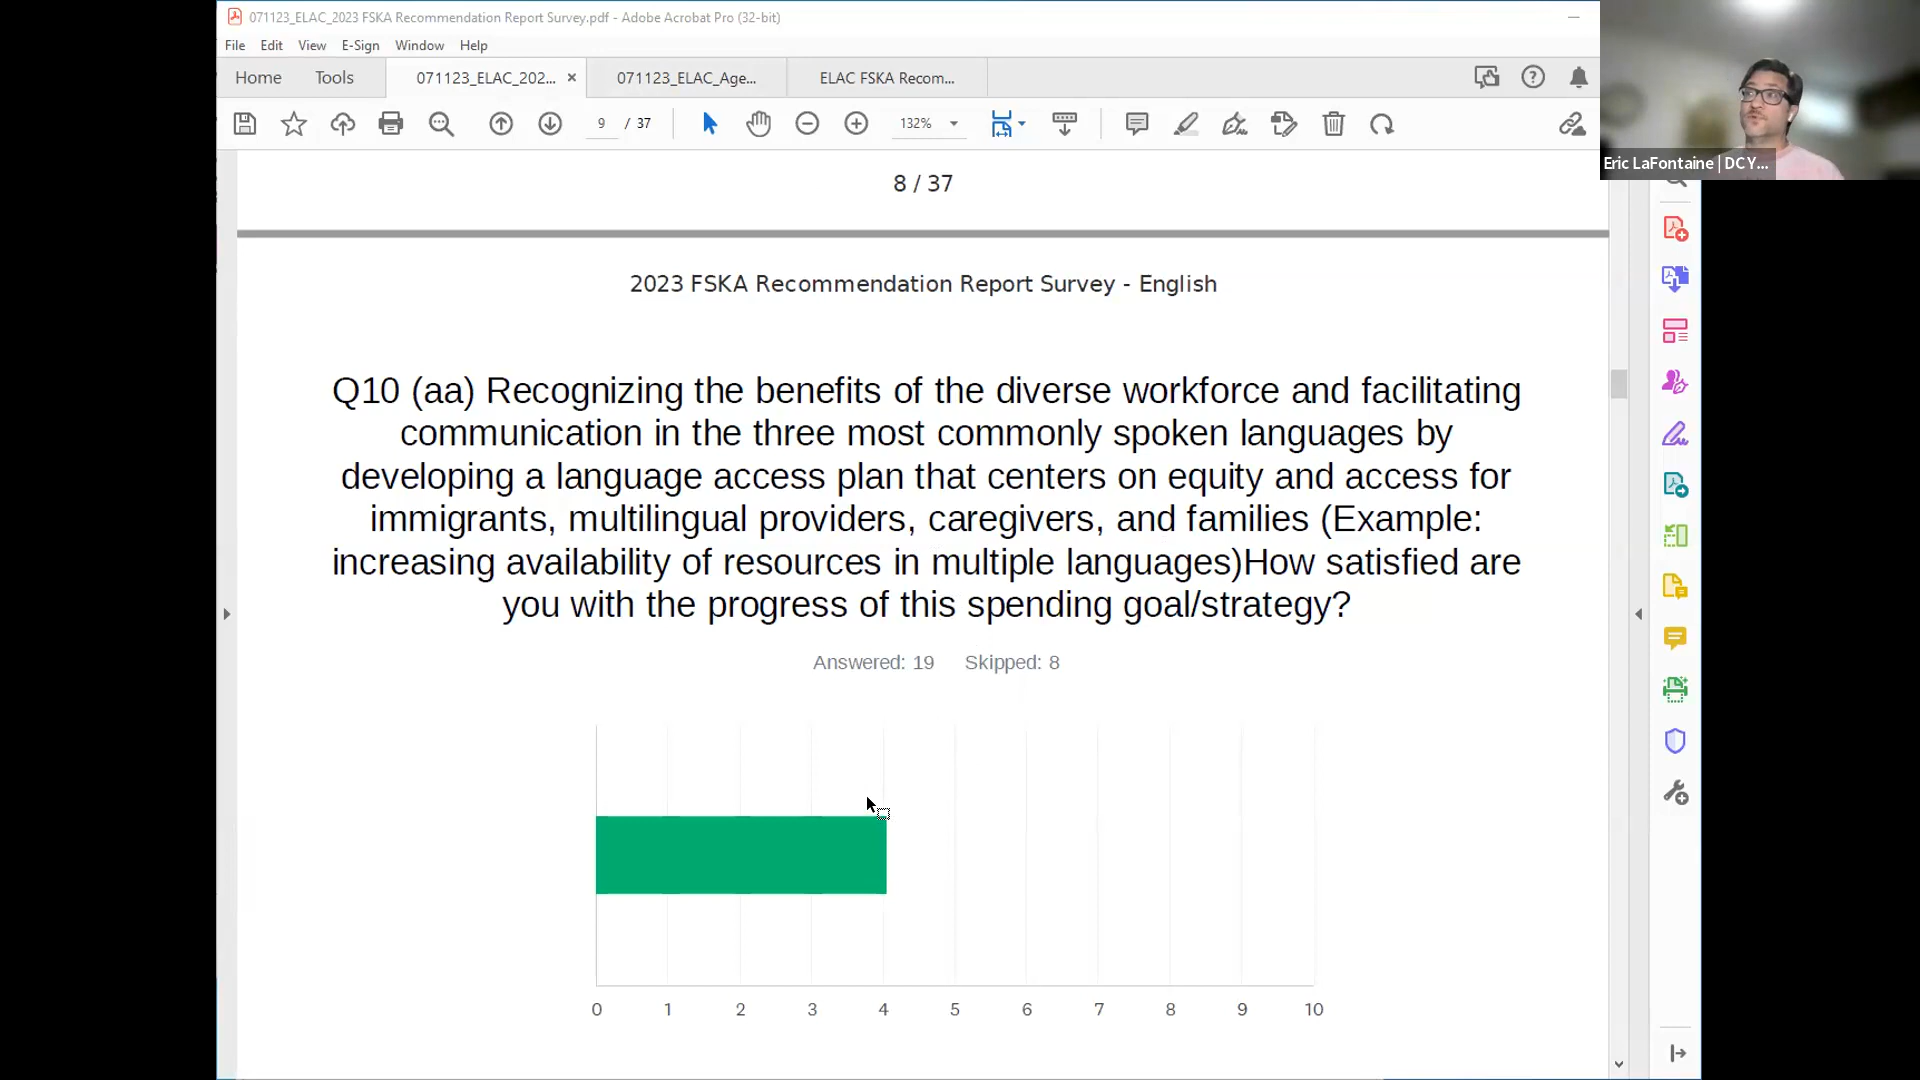 071123_ELAC_2023 FSKA Recommendation Report Survey.pdf - Adobe Acrobat Pro (32-bit)
File Edit View E-Sign Window Help
Home Tools 071123_ELAC_202... × 071123_ELAC_Age... ELAC FSKA Recom...
9 / 37 132%
Eric LaFontaine | DCY...
8 / 37
2023 FSKA Recommendation Report Survey - English
Q10 (aa) Recognizing the benefits of the diverse workforce and facilitating
communication in the three most commonly spoken languages by
developing a language access plan that centers on equity and access for
immigrants, multilingual providers, caregivers, and families (Example:
increasing availability of resources in multiple languages)How satisfied are
you with the progress of this spending goal/strategy?
Answered: 19 Skipped: 8
0 1 2 3 4 5 6 7 8 9 10